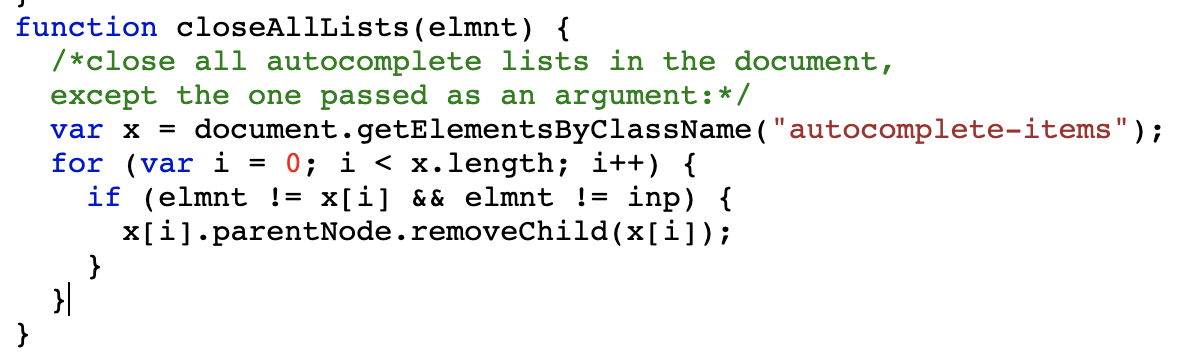 }
function closeAllLists(elmnt) {
  /*close all autocomplete lists in the document,
  except the one passed as an argument:*/
  var x = document.getElementsByClassName("autocomplete-items");
  for (var i = 0; i < x.length; i++) {
    if (elmnt != x[i] && elmnt != inp) {
      x[i].parentNode.removeChild(x[i]);
    }
  }
}